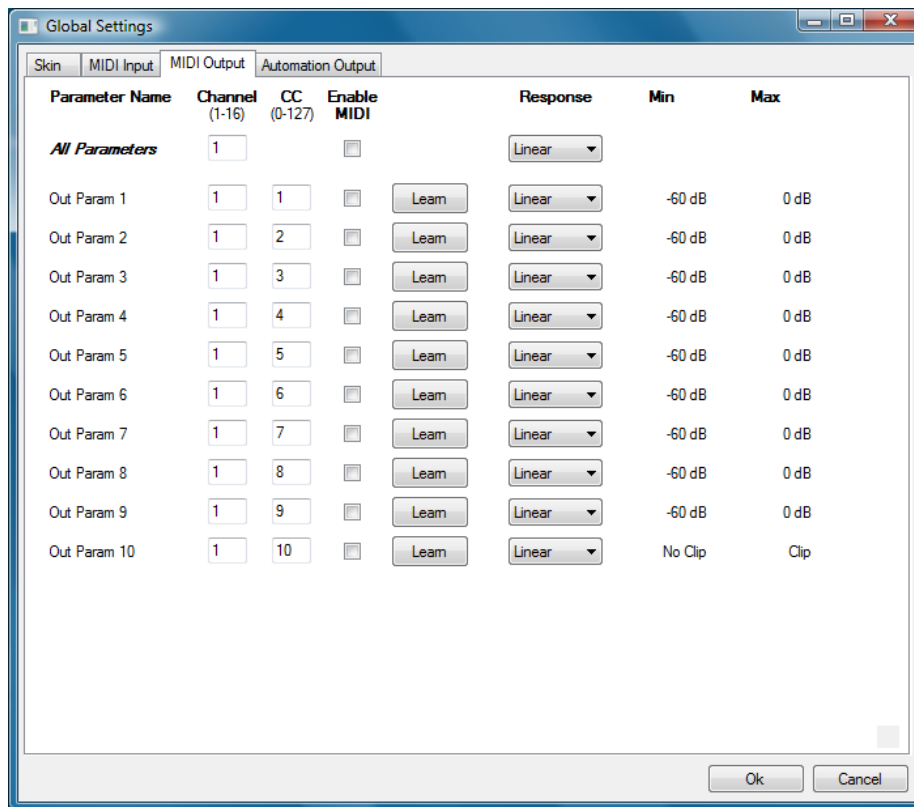 Global Settings
Skin MIDI Input MIDI Output Automation Output
Parameter Name Channel CC Enable Response Min Max
(1-16) (0-127) MIDI
All Parameters 1 Linear
Out Param 1 1 1 Learn Linear -60 dB 0 dB
Out Param 2 1 2 Learn Linear -60 dB 0 dB
Out Param 3 1 3 Learn Linear -60 dB 0 dB
Out Param 4 1 4 Learn Linear -60 dB 0 dB
Out Param 5 1 5 Learn Linear -60 dB 0 dB
Out Param 6 1 6 Learn Linear -60 dB 0 dB
Out Param 7 1 7 Learn Linear -60 dB 0 dB
Out Param 8 1 8 Learn Linear -60 dB 0 dB
Out Param 9 1 9 Learn Linear -60 dB 0 dB
Out Param 10 1 10 Learn Linear No Clip Clip
Ok Cancel